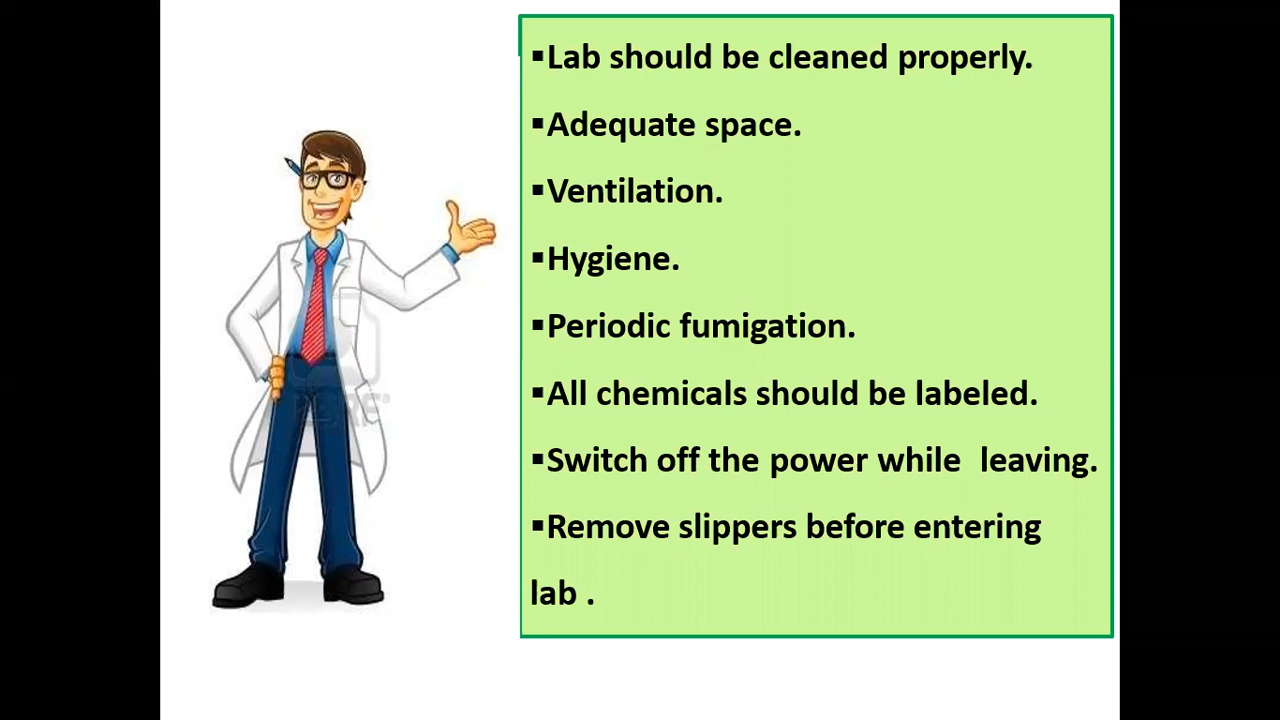 ▪Lab should be cleaned properly.
▪Adequate space.
▪Ventilation.
▪Hygiene.
▪Periodic fumigation.
▪All chemicals should be labeled.
▪Switch off the power while  leaving.
▪Remove slippers before entering
lab .